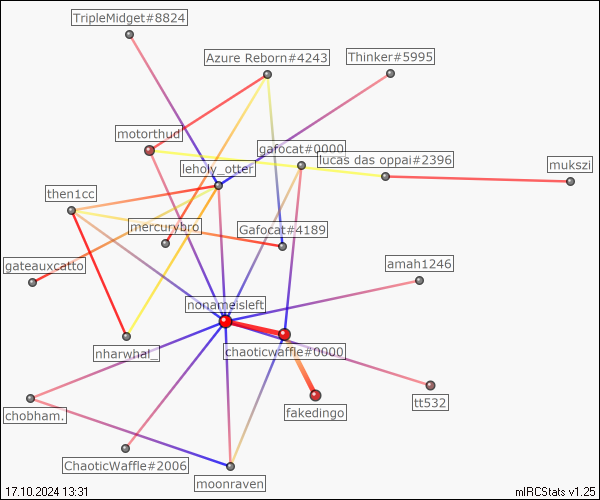 TripleMidget#8824
Azure Reborn#4243
Thinker#5995
motorthud
gafocat#0000
lucas das oppai#2396
leholy_otter
mukszi
then1cc
mercurybro
Gafocat#4189
gateauxcatto
amah1246
nonameisleft
nharwhal_
chaoticwaffle#0000
chobham.
fakedingo
tt532
ChaoticWaffle#2006
moonraven
17.10.2024 13:31
mIRCStats v1.25